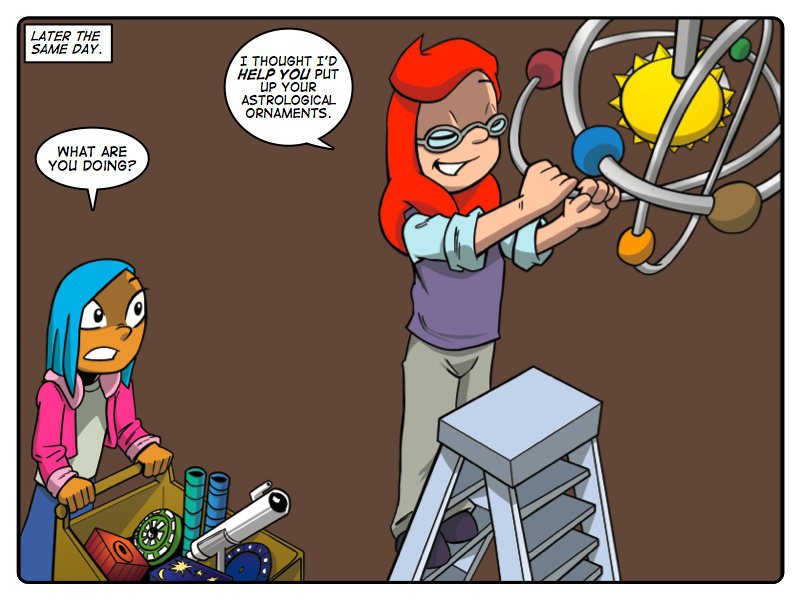 LATER THE
SAME DAY.
I THOUGHT I'D
HELP YOU PUT
UP YOUR
ASTROLOGICAL
ORNAMENTS.
WHAT ARE
YOU DOING?